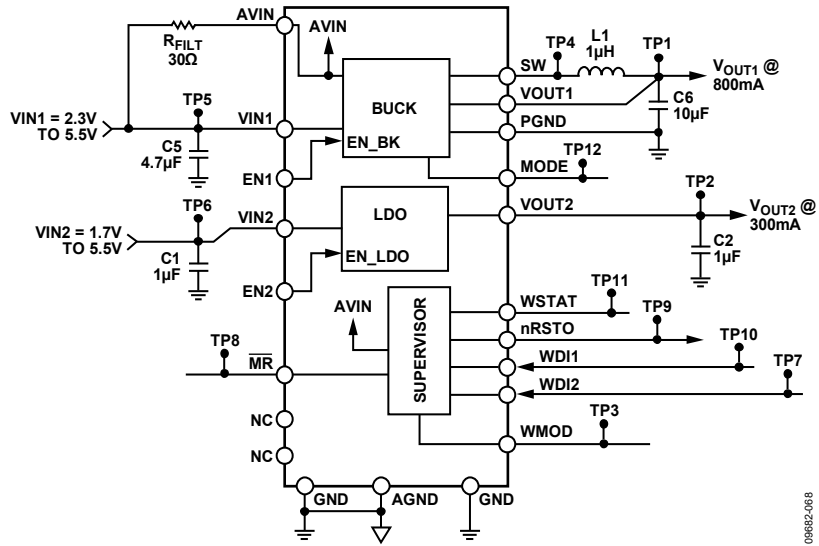 AVIN
R_FILT
30Ω
AVIN
TP5
VIN1 = 2.3V
TO 5.5V
VIN1
C5
4.7µF
EN1
BUCK
EN_BK
TP4
L1
1µH
TP1
SW
V_OUT1 @
800mA
VOUT1
C6
10µF
PGND
TP12
MODE
TP6
VIN2
VIN2 = 1.7V
TO 5.5V
C1
1µF
EN2
LDO
EN_LDO
TP2
VOUT2
V_OUT2 @
300mA
C2
1µF
AVIN
SUPERVISOR
TP11
WSTAT
TP9
nRSTO
TP10
WDI1
TP7
WDI2
TP3
WMOD
TP8
MR
NC
NC
GND
AGND
GND
09682-068